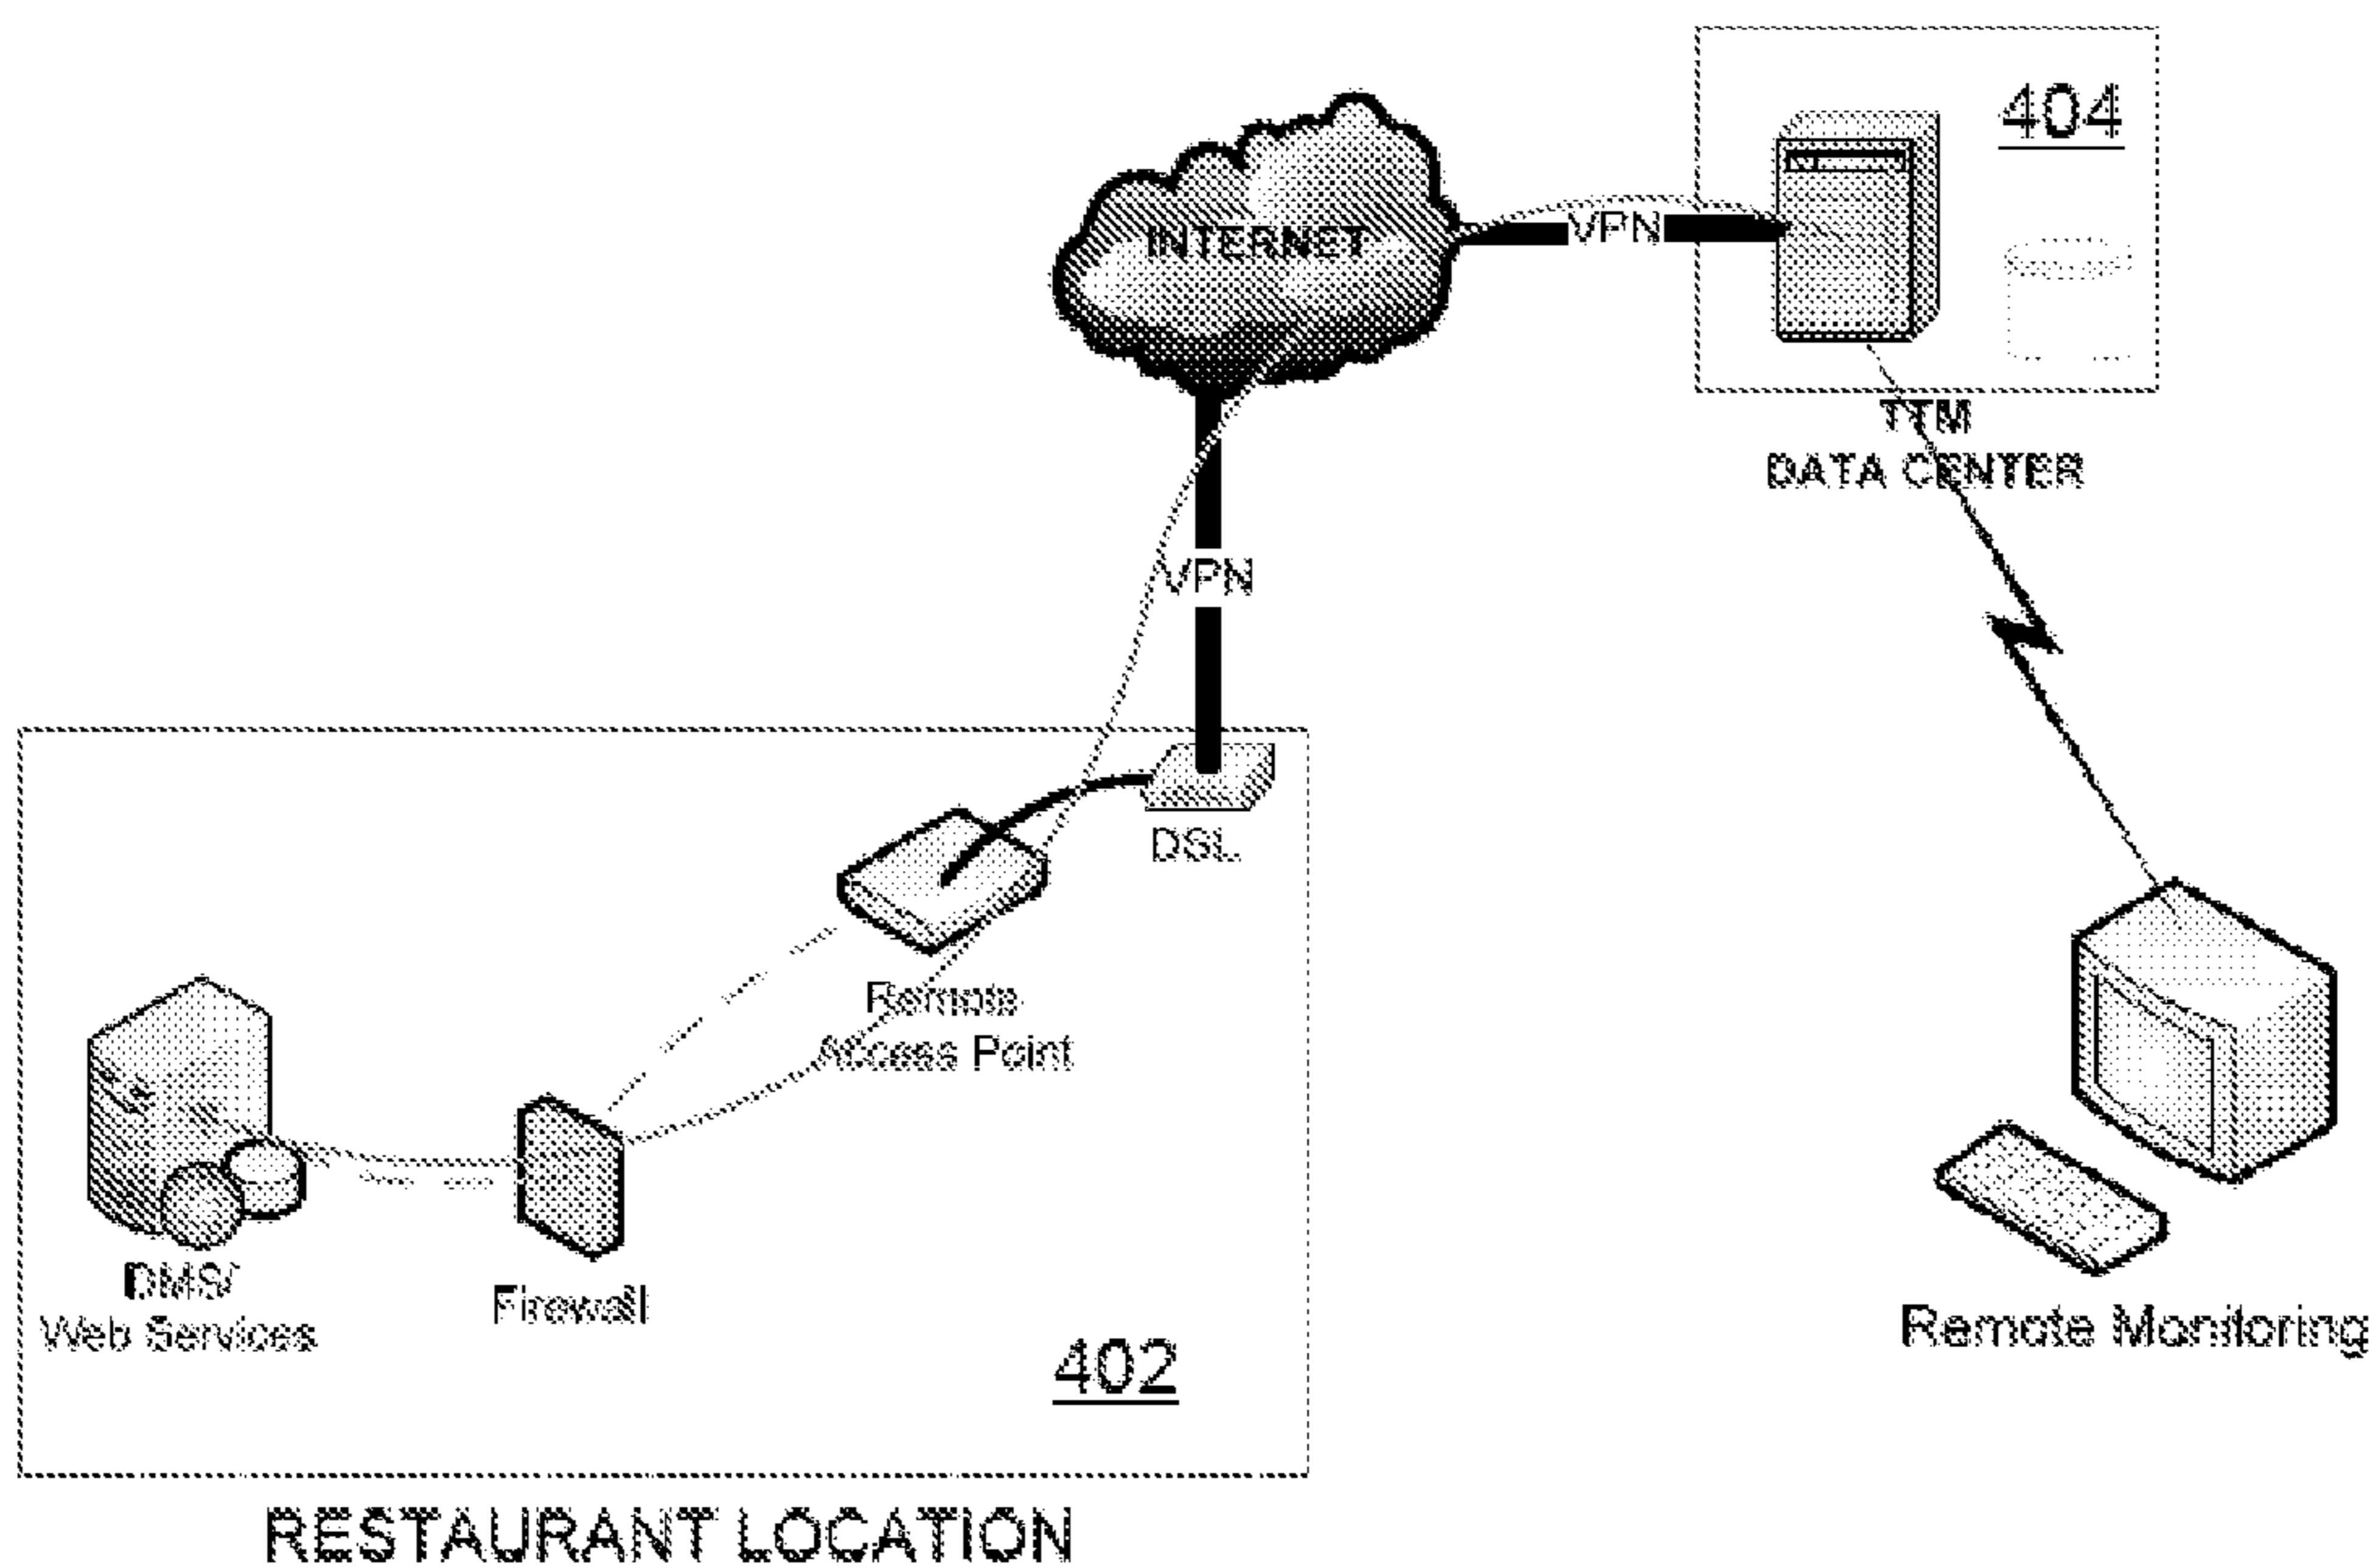 404
INTERNET
VPN
TTM
DATA CENTER
VPN
DSL
Remote
Access Point
DMS/
Web Services
Firewall
402
Remote Monitoring
RESTAURANT LOCATION